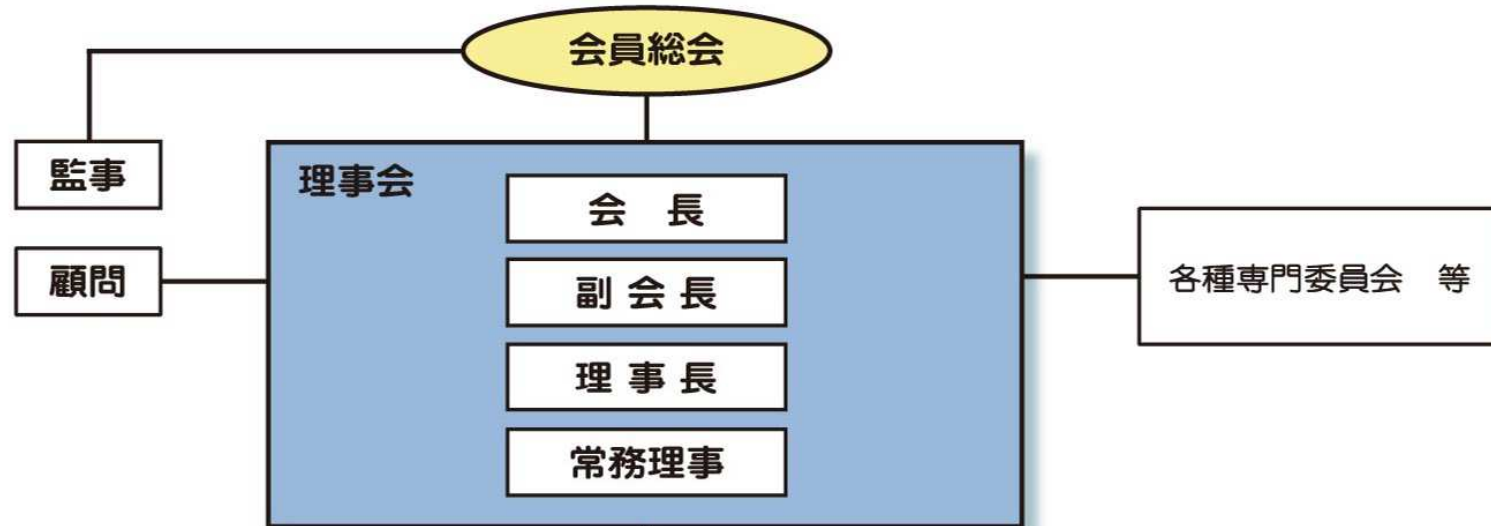 会員総会
監事
理事会
会　長
顧問
副 会 長
各種専門委員会　等
理 事 長
常務理事